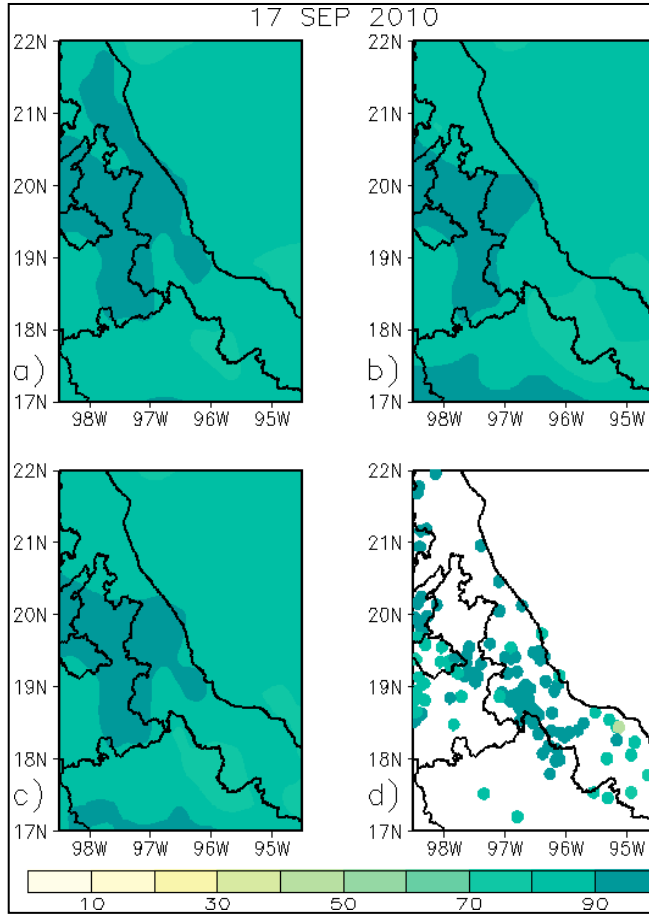 17 SEP 2010
22N 22N
21N 21N
20N 20N
19N 19N
18N 18N
a) b)
17N 17N
98W 97W 96W 95W 98W 97W 96W 95W
22N 22N
21N 21N
20N 20N
19N 19N
18N 18N
c) d)
17N 17N
98W 97W 96W 95W 98W 97W 96W 95W
10 30 50 70 90